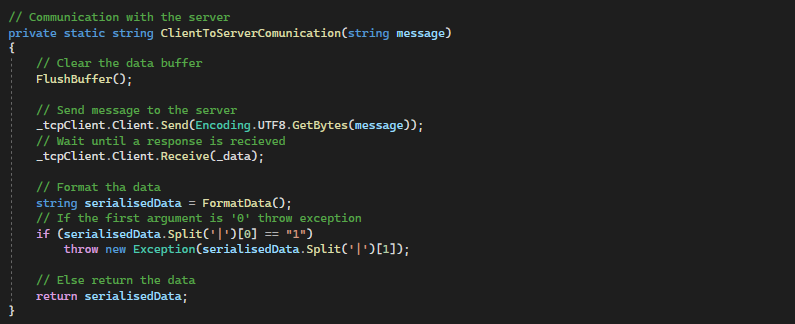 // Communication with the server
private static string ClientToServerComunication(string message)
{
// Clear the data buffer
FlushBuffer();
// Send message to the server
_tcpClient.Client.Send(Encoding.UTF8.GetBytes(message));
// Wait until a response is recieved
_tcpClient.Client.Receive(_data);
// Format tha data
string serialisedData = FormatData();
// If the first argument is '0' throw exception
if (serialisedData.Split('|')[0] == "1")
throw new Exception(serialisedData.Split('|')[1]);
// Else return the data
return serialisedData;
}